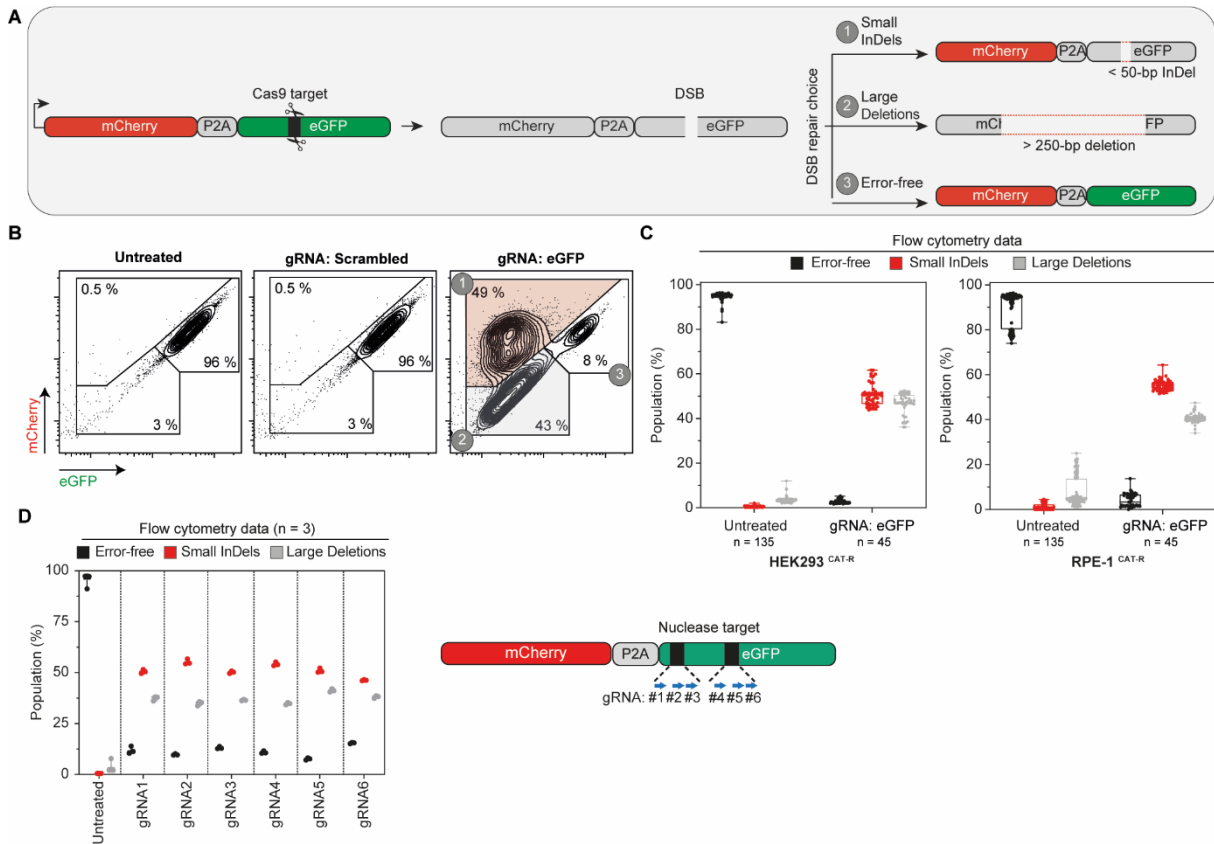 A
Cas9 target
mCherry P2A eGFP
DSB
mCherry P2A eGFP
DSB repair choice
1 Small
InDels
mCherry P2A eGFP
< 50-bp InDel
2 Large
Deletions
mCh FP
> 250-bp deletion
3 Error-free
mCherry P2A eGFP
B
Untreated
0.5 %
96 %
3 %
gRNA: Scrambled
0.5 %
96 %
3 %
gRNA: eGFP
1
49 %
8 %
3
43 %
2
mCherry
eGFP
C
Flow cytometry data
Error-free Small InDels Large Deletions
Population (%)
100
80
60
40
20
0
Untreated gRNA: eGFP
n = 135 n = 45
HEK293 CAT-R
Population (%)
100
80
60
40
20
0
Untreated gRNA: eGFP
n = 135 n = 45
RPE-1 CAT-R
D
Flow cytometry data (n = 3)
Error-free Small InDels Large Deletions
Population (%)
100
75
50
25
0
Untreated
gRNA1
gRNA2
gRNA3
gRNA4
gRNA5
gRNA6
Nuclease target
mCherry P2A eGFP
gRNA: #1 #2 #3 #4 #5 #6